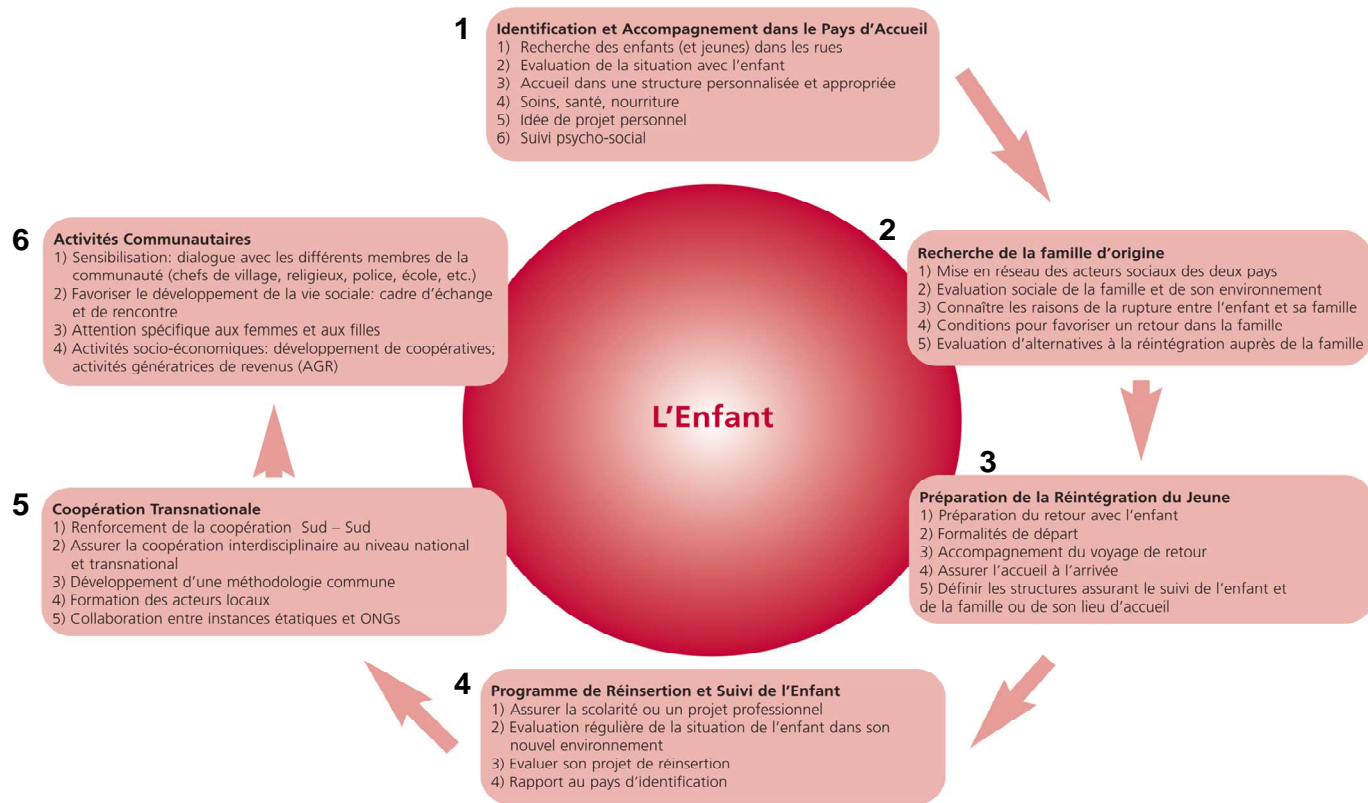 1
Identification et Accompagnement dans le Pays d'Accueil
1) Recherche des enfants (et jeunes) dans les rues
2) Evaluation de la situation avec l'enfant
3) Accueil dans une structure personnalisée et appropriée
4) Soins, santé, nourriture
5) Idée de projet personnel
6) Suivi psycho-social
2
Recherche de la famille d'origine
1) Mise en réseau des acteurs sociaux des deux pays
2) Evaluation sociale de la famille et de son environnement
3) Connaître les raisons de la rupture entre l'enfant et sa famille
4) Conditions pour favoriser un retour dans la famille
5) Evaluation d'alternatives à la réintégration auprès de la famille
3
Préparation de la Réintégration du Jeune
1) Préparation du retour avec l'enfant
2) Formalités de départ
3) Accompagnement du voyage de retour
4) Assurer l'accueil à l'arrivée
5) Définir les structures assurant le suivi de l'enfant et
de la famille ou de son lieu d'accueil
4
Programme de Réinsertion et Suivi de l'Enfant
1) Assurer la scolarité ou un projet professionnel
2) Evaluation régulière de la situation de l'enfant dans son
nouvel environnement
3) Evaluer son projet de réinsertion
4) Rapport au pays d'identification
5
Coopération Transnationale
1) Renforcement de la coopération Sud – Sud
2) Assurer la coopération interdisciplinaire au niveau national
et transnational
3) Développement d'une méthodologie commune
4) Formation des acteurs locaux
5) Collaboration entre instances étatiques et ONGs
6
Activités Communautaires
1) Sensibilisation: dialogue avec les différents membres de la
communauté (chefs de village, religieux, police, école, etc.)
2) Favoriser le développement de la vie sociale: cadre d'échange
et de rencontre
3) Attention spécifique aux femmes et aux filles
4) Activités socio-économiques: développement de coopératives;
activités génératrices de revenus (AGR)
L'Enfant